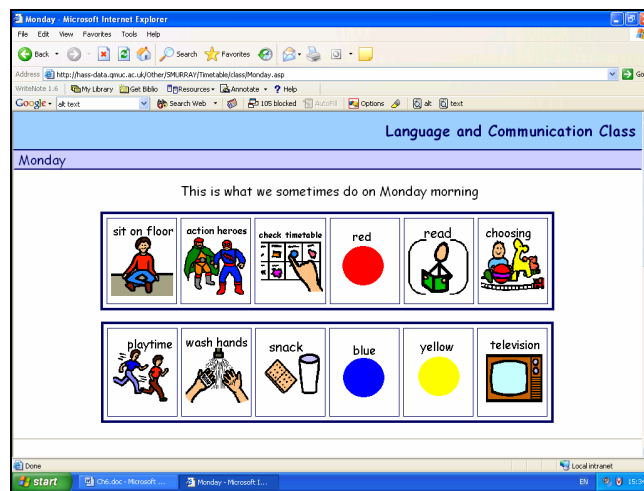 Monday - Microsoft Internet Explorer
File Edit View Favorites Tools Help
Back Search Favorites
Address http://hass-data.qmuc.ac.uk/Other/SMURRAY/Timetable/class/Monday.asp Go
WriteNote 1.6 My Library Get Biblio Resources Annotate Help
Google alt text Search Web 105 blocked AutoFill Options alt text
Language and Communication Class
Monday
This is what we sometimes do on Monday morning
sit on floor action heroes check timetable red read choosing
playtime wash hands snack blue yellow television
Done Local intranet
start Ch6.doc - Microsoft ... Monday - Microsoft I... EN